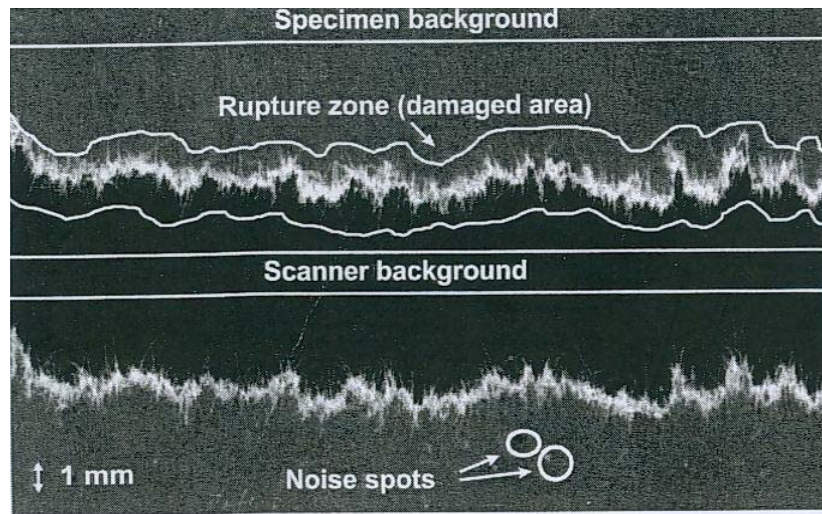 Specimen background
Rupture zone (damaged area)
Scanner background
1 mm
Noise spots